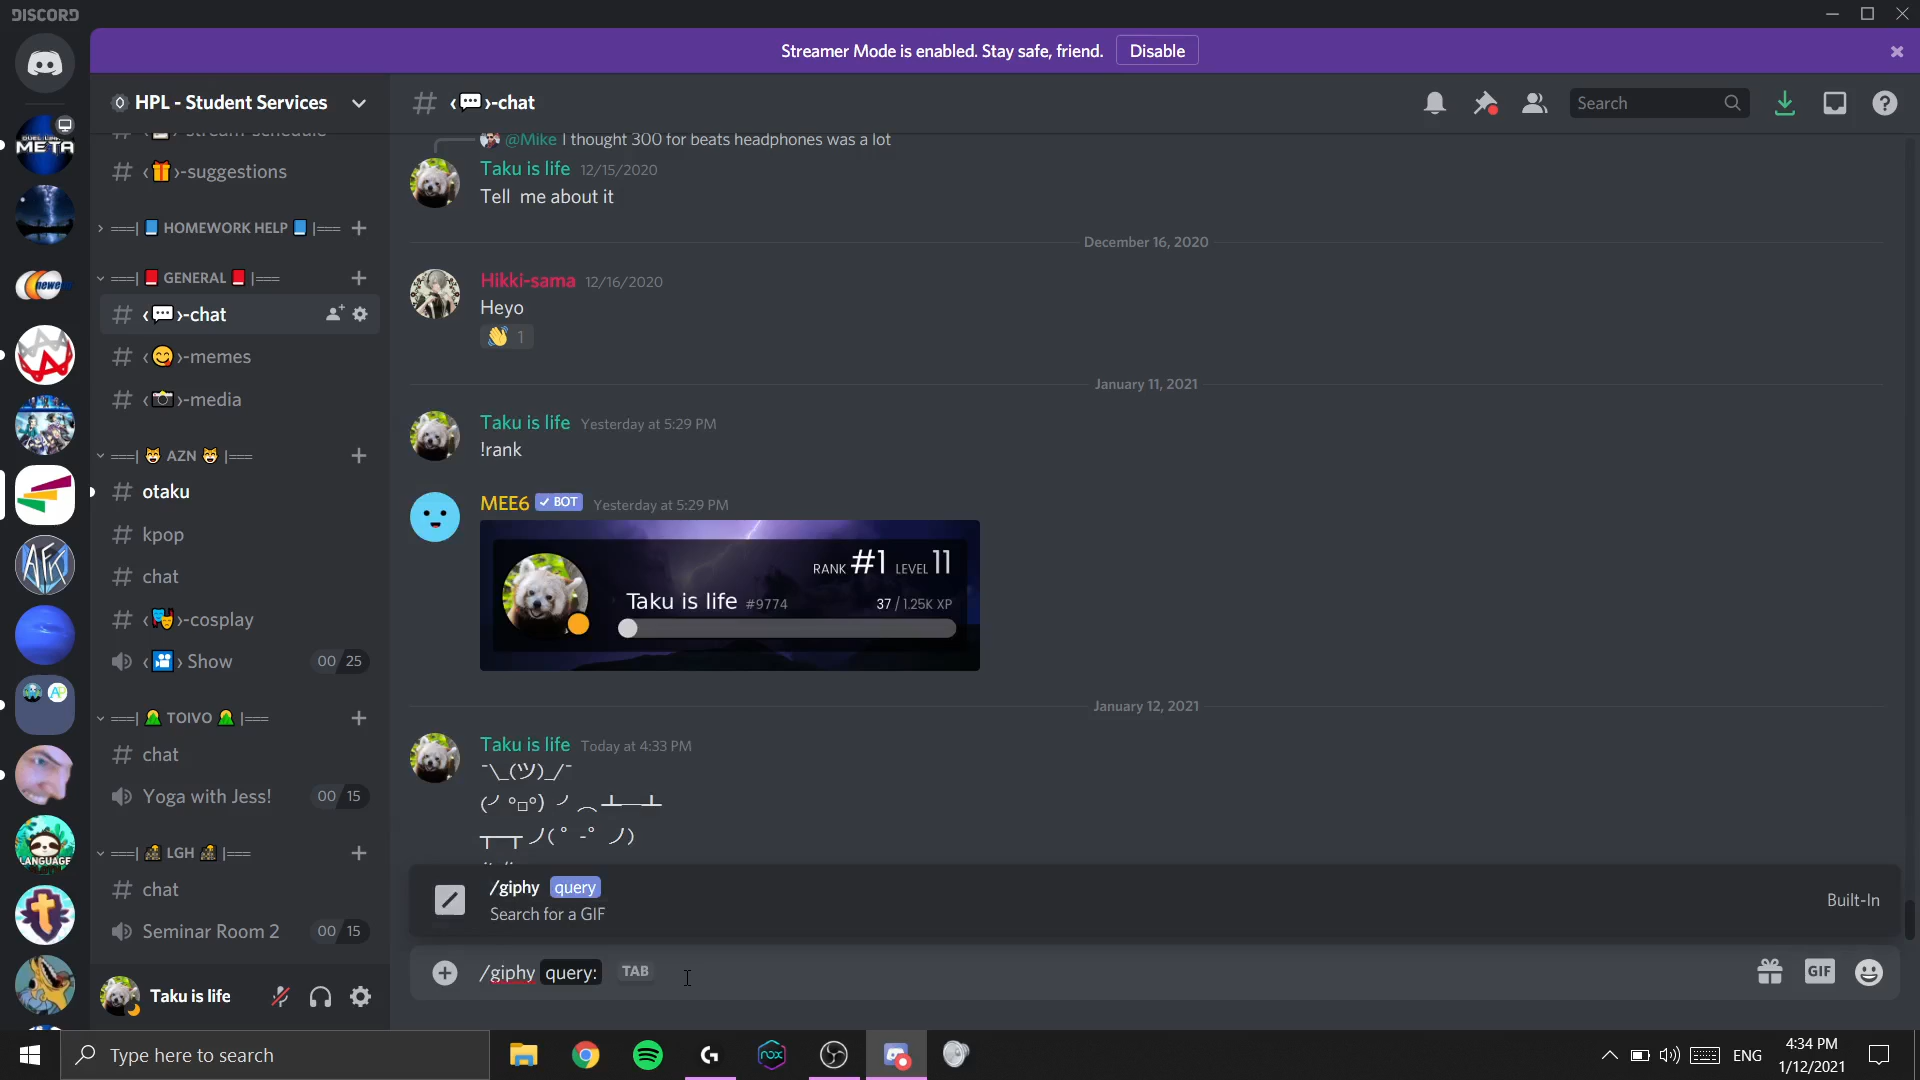 DISCORD
Streamer Mode is enabled. Stay safe, friend. Disable
HPL - Student Services
‹💬›-chat
Search
stream-schedule
‹🎁›-suggestions
===| 📘 HOMEWORK HELP 📘 |===
===| 📕 GENERAL 📕 |===
‹💬›-chat
‹😋›-memes
‹📷›-media
===| 😸 AZN 😸 |===
otaku
kpop
chat
‹🎭›-cosplay
‹🎦› Show 00 25
===| TOIVO |===
chat
Yoga with Jess! 00 15
===| LGH |===
chat
Seminar Room 2 00 15
Taku is life
META
newegg
AFK
AP
LANGUAGE
@Mike I thought 300 for beats headphones was a lot
Taku is life 12/15/2020
Tell me about it
December 16, 2020
Hikki-sama 12/16/2020
Heyo
👋 1
January 11, 2021
Taku is life Yesterday at 5:29 PM
!rank
MEE6 ✓ BOT Yesterday at 5:29 PM
RANK #1 LEVEL 11
Taku is life #9774 37 / 1.25K XP
January 12, 2021
Taku is life Today at 4:33 PM
¯\_(ツ)_/¯
(╯°□°)╯︵ ┻━┻
┬─┬ ノ( ゜-゜ノ)
/giphy query
Search for a GIF
Built-In
/giphy query: TAB
GIF
Type here to search
nox
ENG
4:34 PM
1/12/2021